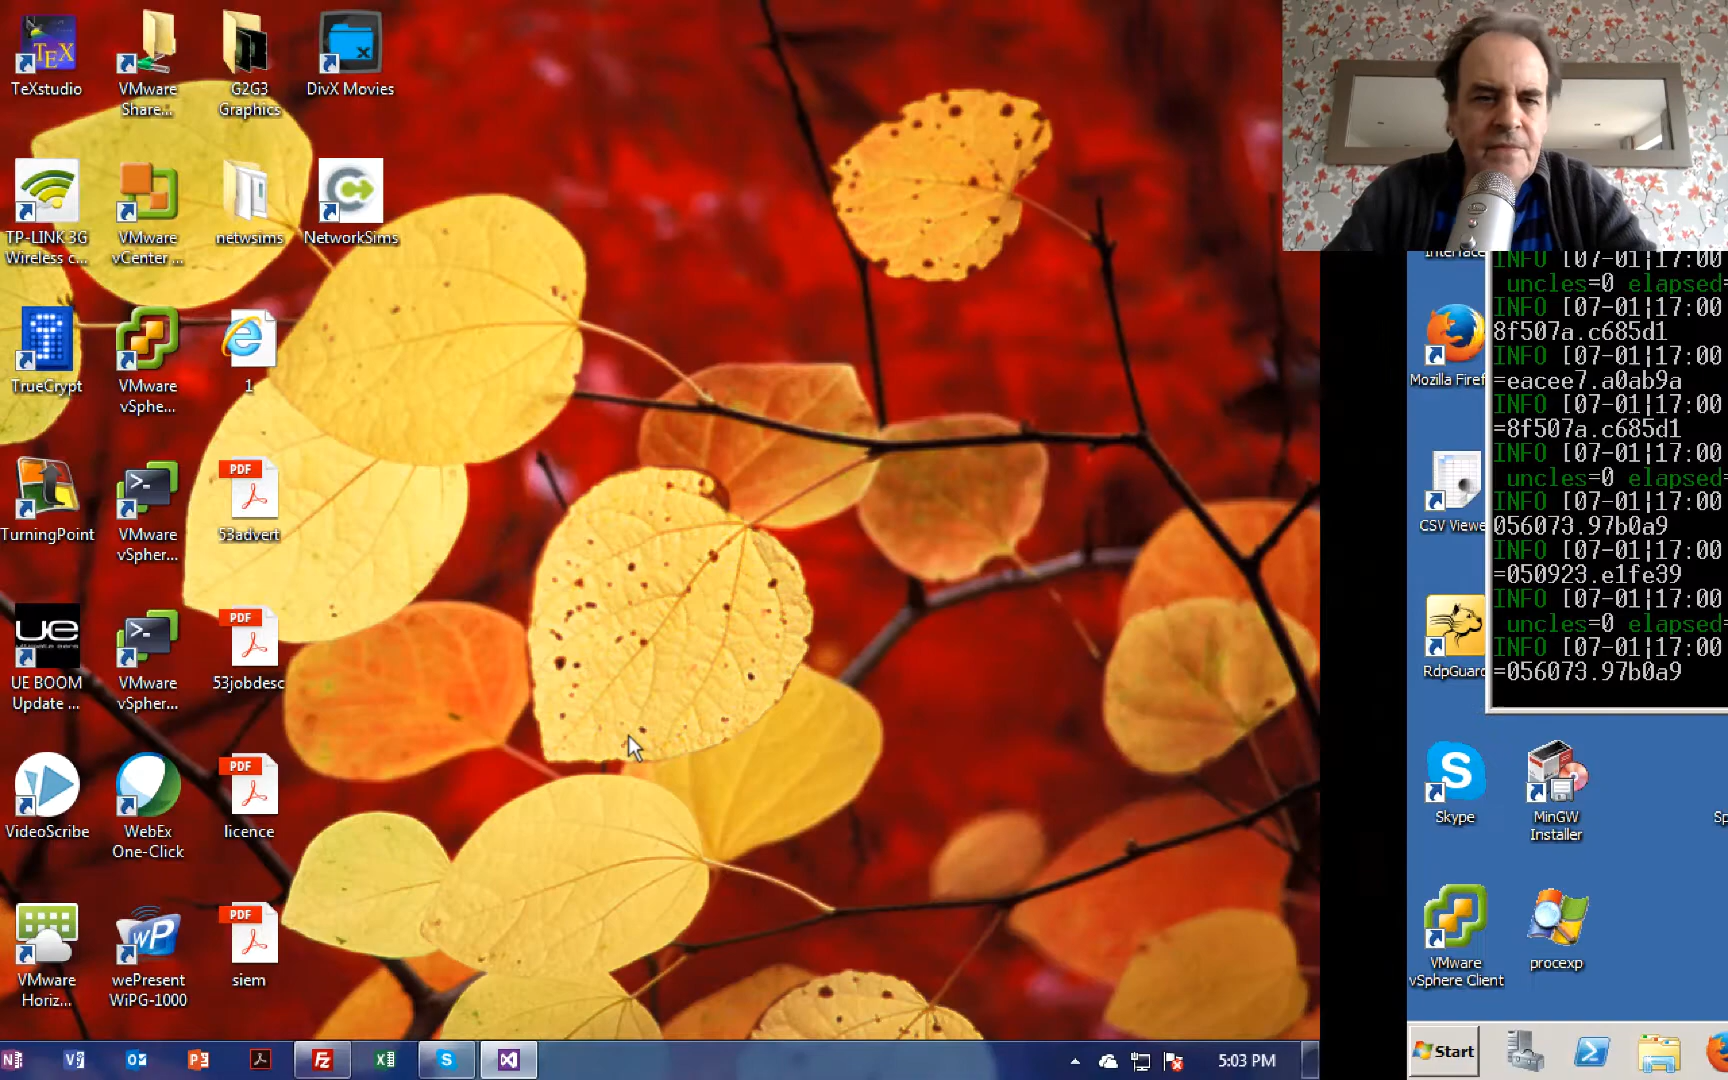 TeXstudio
VMware
Share...
G2G3
Graphics
DivX Movies
TP-LINK 3G
Wireless c...
VMware
vCenter ...
netwsims
NetworkSims
TrueCrypt
VMware
vSphe...
1
TurningPoint
VMware
vSpher...
PDF
53advert
UE BOOM
Update ...
VMware
vSpher...
PDF
53jobdesc
VideoScribe
WebEx
One-Click
PDF
licence
VMware
Horiz...
wePresent
WiPG-1000
PDF
siem
5:03 PM
INFO [07-01|17:00
uncles=0 elapsed=
INFO [07-01|17:00
8f507a.c685d1
INFO [07-01|17:00
=eacee7.a0ab9a
INFO [07-01|17:00
=8f507a.c685d1
INFO [07-01|17:00
uncles=0 elapsed=
INFO [07-01|17:00
056073.97b0a9
INFO [07-01|17:00
=050923.e1fe39
INFO [07-01|17:00
uncles=0 elapsed=
INFO [07-01|17:00
=056073.97b0a9
Mozilla Firef
CSV Viewe
RdpGuar
Skype
MinGW
Installer
Sp
VMware
vSphere Client
procexp
Start